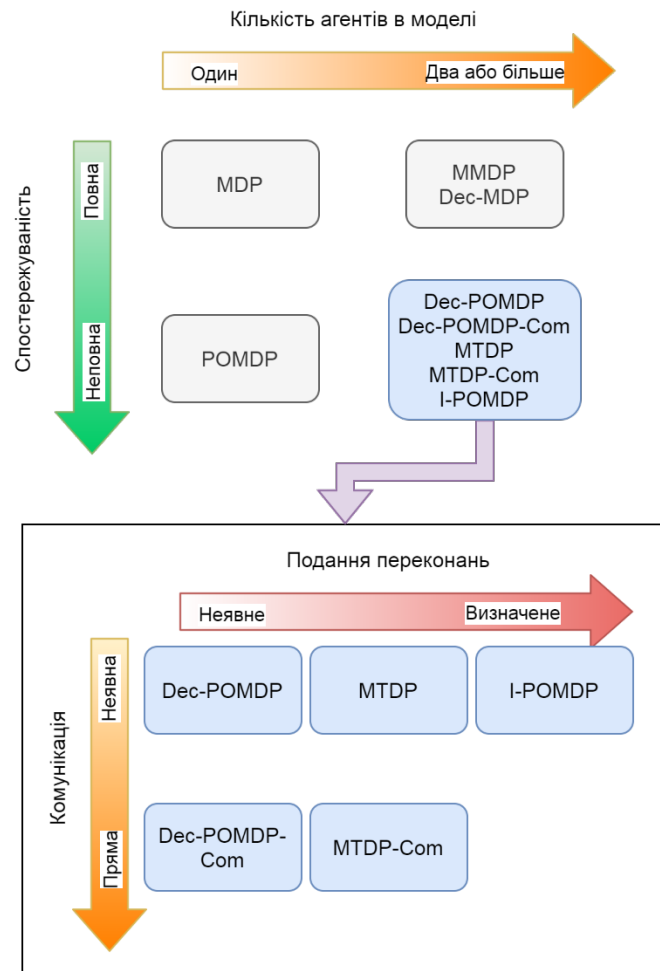 Кількість агентів в моделі
Один
Два або більше
Спостережуваність
Повна
MDP
MMDP
Dec-MDP
Неповна
POMDP
Dec-POMDP
Dec-POMDP-Com
MTDP
MTDP-Com
I-POMDP
Подання переконань
Неявне
Визначене
Комунікація
Неявна
Dec-POMDP
MTDP
I-POMDP
Пряма
Dec-POMDP-
Com
MTDP-Com